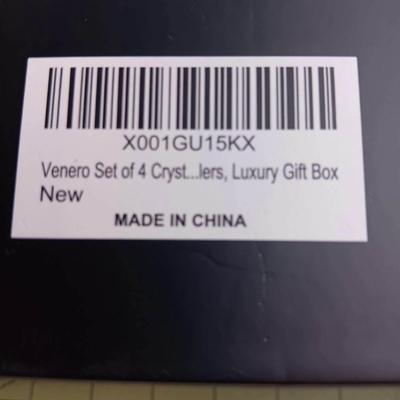 X001GU15KX
Venero Set of 4 Cryst...lers, Luxury Gift Box
New
MADE IN CHINA